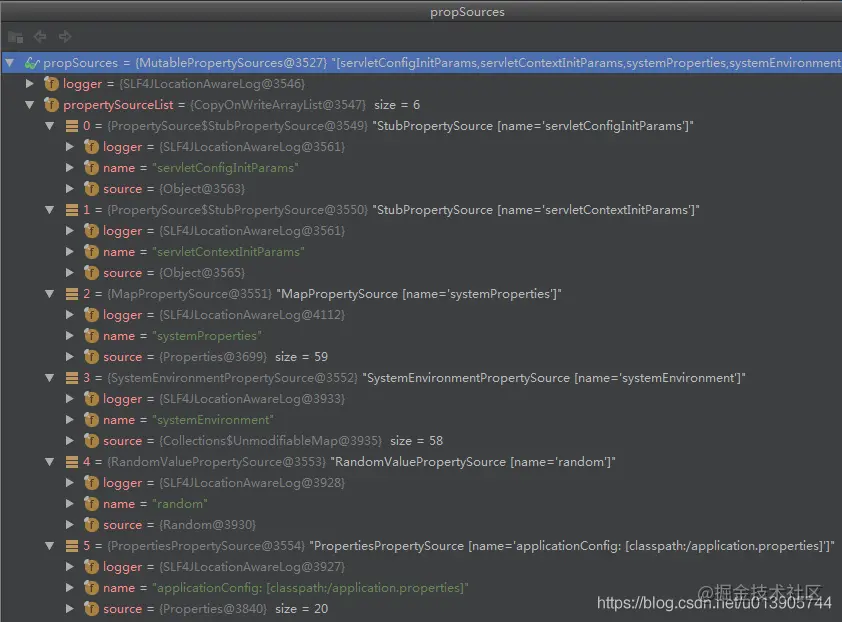 propSources
propSources = {MutablePropertySources@3527} "[servletConfigInitParams,servletContextInitParams,systemProperties,systemEnvironment
logger = {SLF4JLocationAwareLog@3546}
propertySourceList = {CopyOnWriteArrayList@3547} size = 6
0 = {PropertySource$StubPropertySource@3549} "StubPropertySource [name='servletConfigInitParams']"
logger = {SLF4JLocationAwareLog@3561}
name = "servletConfigInitParams"
source = {Object@3563}
1 = {PropertySource$StubPropertySource@3550} "StubPropertySource [name='servletContextInitParams']"
logger = {SLF4JLocationAwareLog@3561}
name = "servletContextInitParams"
source = {Object@3565}
2 = {MapPropertySource@3551} "MapPropertySource [name='systemProperties']"
logger = {SLF4JLocationAwareLog@4112}
name = "systemProperties"
source = {Properties@3699} size = 59
3 = {SystemEnvironmentPropertySource@3552} "SystemEnvironmentPropertySource [name='systemEnvironment']"
logger = {SLF4JLocationAwareLog@3933}
name = "systemEnvironment"
source = {Collections$UnmodifiableMap@3935} size = 58
4 = {RandomValuePropertySource@3553} "RandomValuePropertySource [name='random']"
logger = {SLF4JLocationAwareLog@3928}
name = "random"
source = {Random@3930}
5 = {PropertiesPropertySource@3554} "PropertiesPropertySource [name='applicationConfig: [classpath:/application.properties]']"
logger = {SLF4JLocationAwareLog@3927}
name = "applicationConfig: [classpath:/application.properties]"
source = {Properties@3840} size = 20
@掘金技术社区
https://blog.csdn.net/u013905744